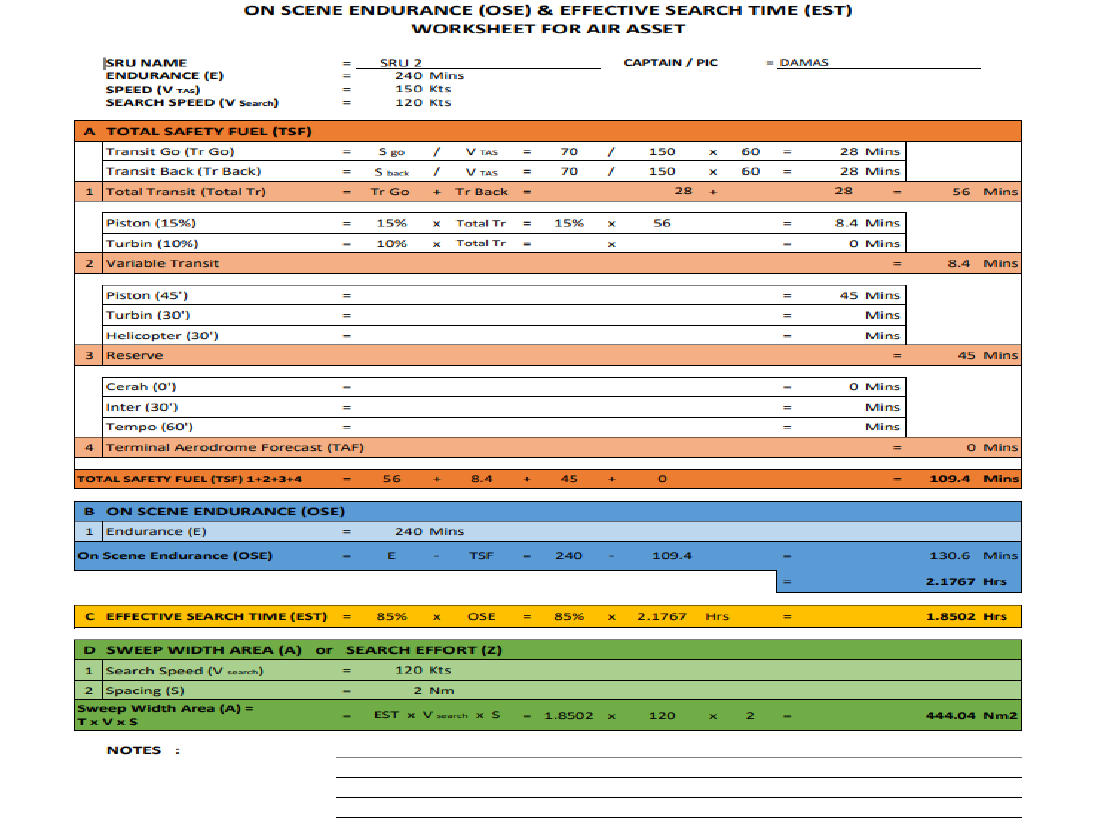 ON SCENE ENDURANCE (OSE) & EFFECTIVE SEARCH TIME (EST)
WORKSHEET FOR AIR ASSET
SRU NAME = SRU 2 CAPTAIN / PIC = DAMAS
ENDURANCE (E) = 240 Mins
SPEED (V TAS) = 150 Kts
SEARCH SPEED (V Search) = 120 Kts
A TOTAL SAFETY FUEL (TSF)
Transit Go (Tr Go) = S go / V TAS = 70 / 150 x 60 = 28 Mins
Transit Back (Tr Back) = S back / V TAS = 70 / 150 x 60 = 28 Mins
1 Total Transit (Total Tr) = Tr Go + Tr Back = 28 + 28 = 56 Mins
Piston (15%) = 15% x Total Tr = 15% x 56 = 8.4 Mins
Turbin (10%) = 10% x Total Tr = x = 0 Mins
2 Variable Transit = 8.4 Mins
Piston (45') = = 45 Mins
Turbin (30') = = Mins
Helicopter (30') = = Mins
3 Reserve = 45 Mins
Cerah (0') = = 0 Mins
Inter (30') = = Mins
Tempo (60') = = Mins
4 Terminal Aerodrome Forecast (TAF) = 0 Mins
TOTAL SAFETY FUEL (TSF) 1+2+3+4 = 56 + 8.4 + 45 + 0 = 109.4 Mins
B ON SCENE ENDURANCE (OSE)
1 Endurance (E) = 240 Mins
On Scene Endurance (OSE) = E - TSF = 240 - 109.4 = 130.6 Mins
= 2.1767 Hrs
C EFFECTIVE SEARCH TIME (EST) = 85% x OSE = 85% x 2.1767 Hrs = 1.8502 Hrs
D SWEEP WIDTH AREA (A) or SEARCH EFFORT (Z)
1 Search Speed (V search) = 120 Kts
2 Spacing (S) = 2 Nm
Sweep Width Area (A) =
T x V x S = EST x V search x S = 1.8502 x 120 x 2 = 444.04 Nm2
NOTES :